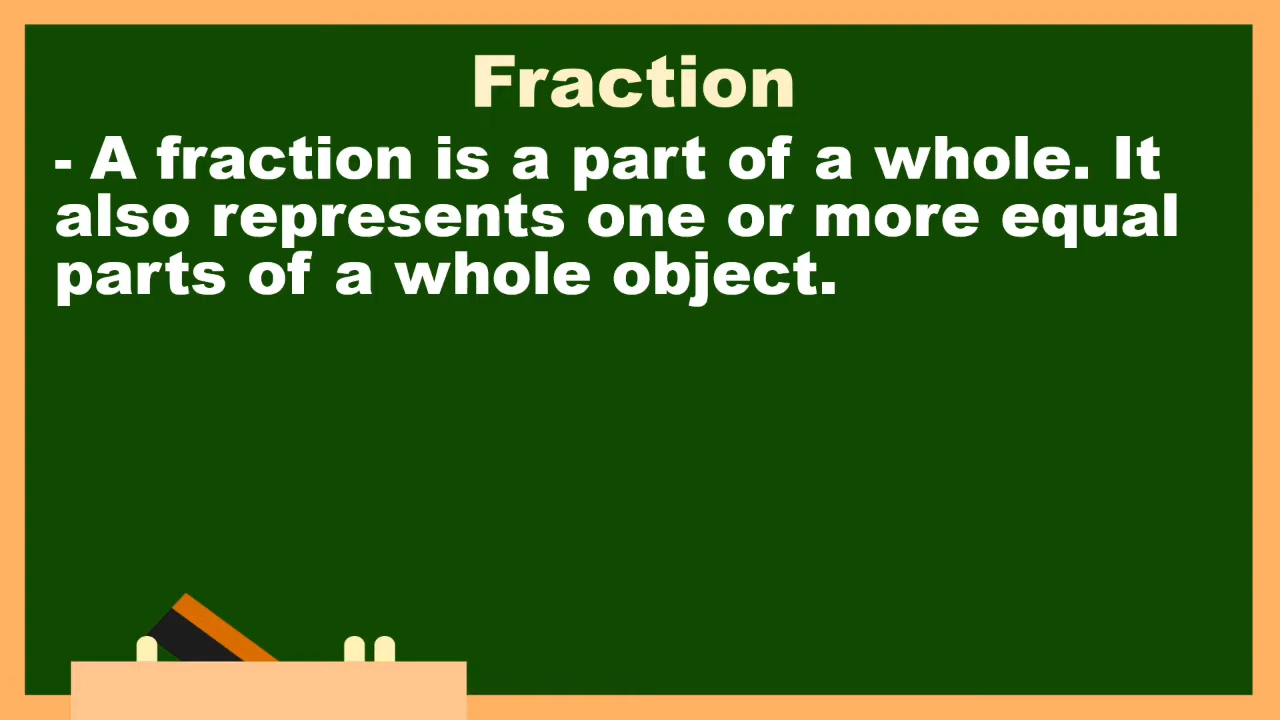 Fraction
- A fraction is a part of a whole. It
also represents one or more equal
parts of a whole object.